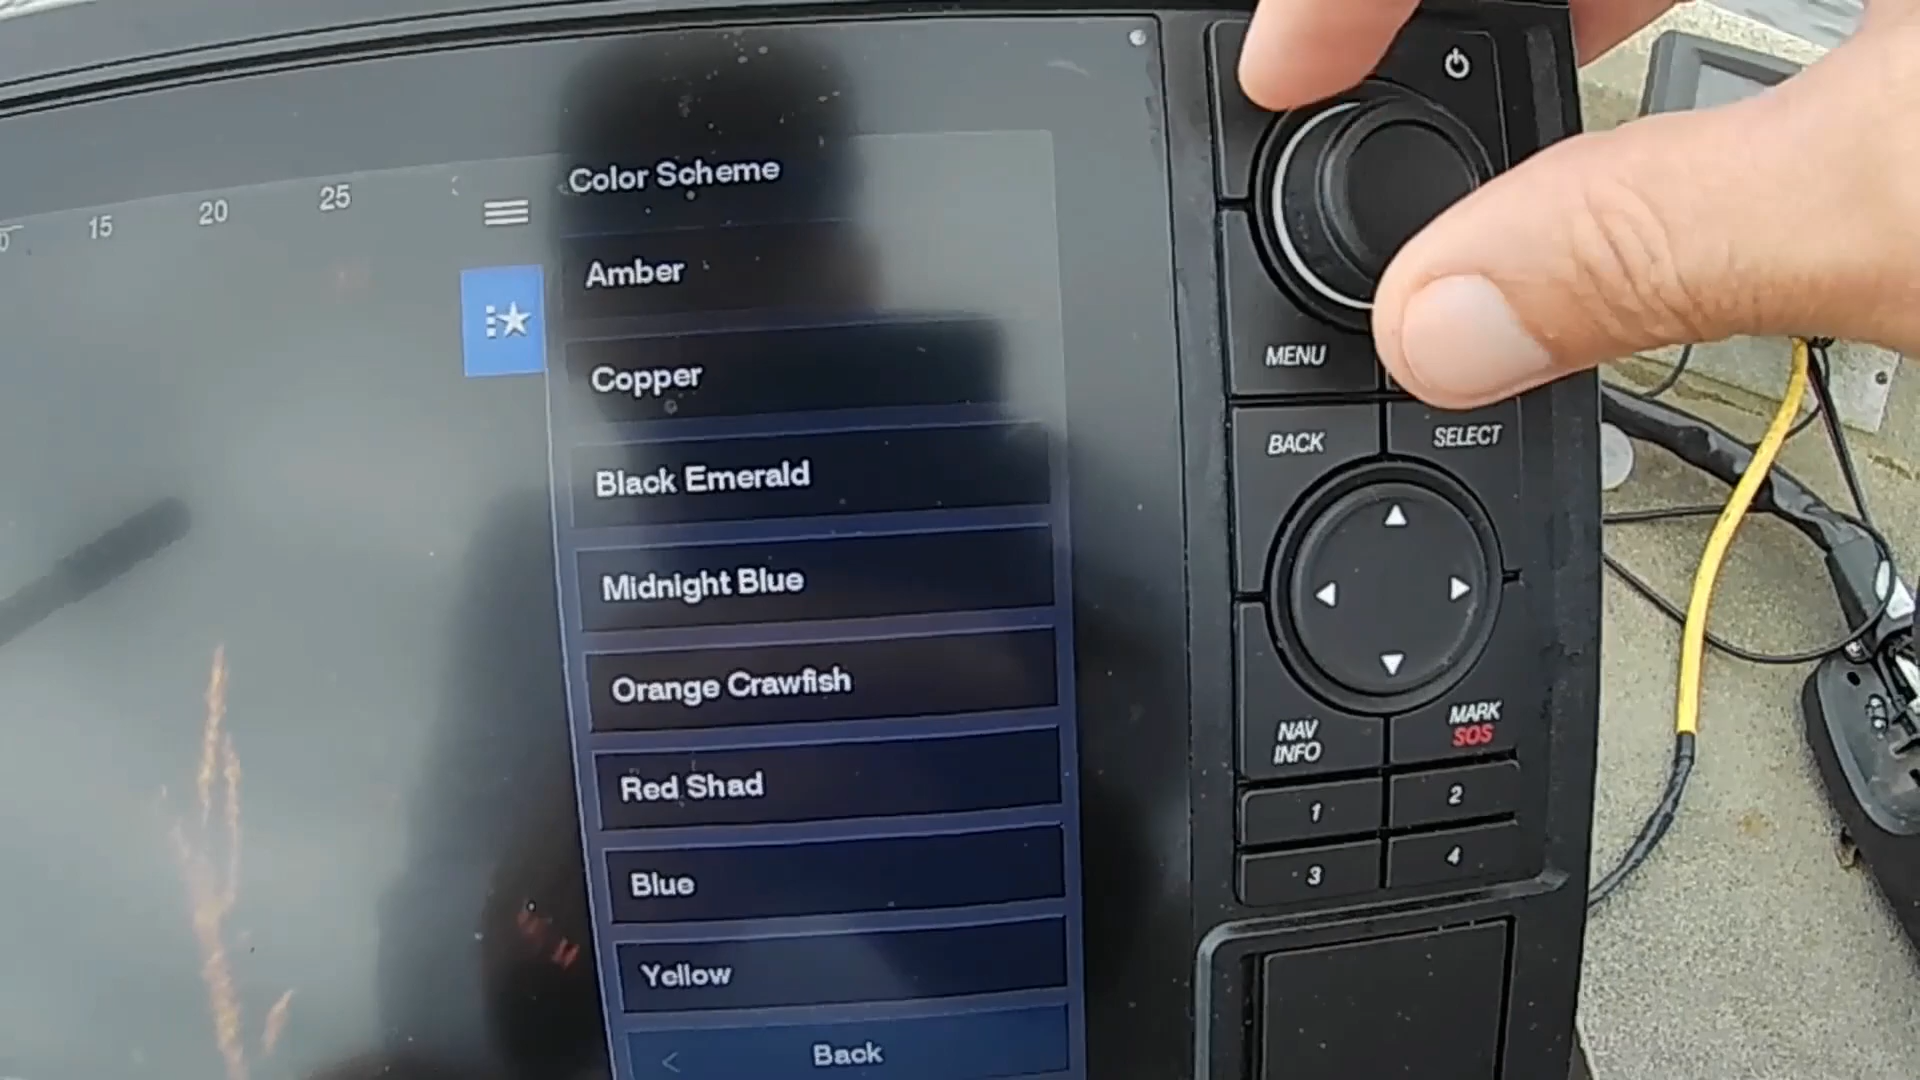 15
20
25
Color Scheme
Amber
Copper
Black Emerald
Midnight Blue
Orange Crawfish
Red Shad
Blue
Yellow
Back
MENU
BACK
SELECT
NAV
INFO
MARK
SOS
1
2
3
4